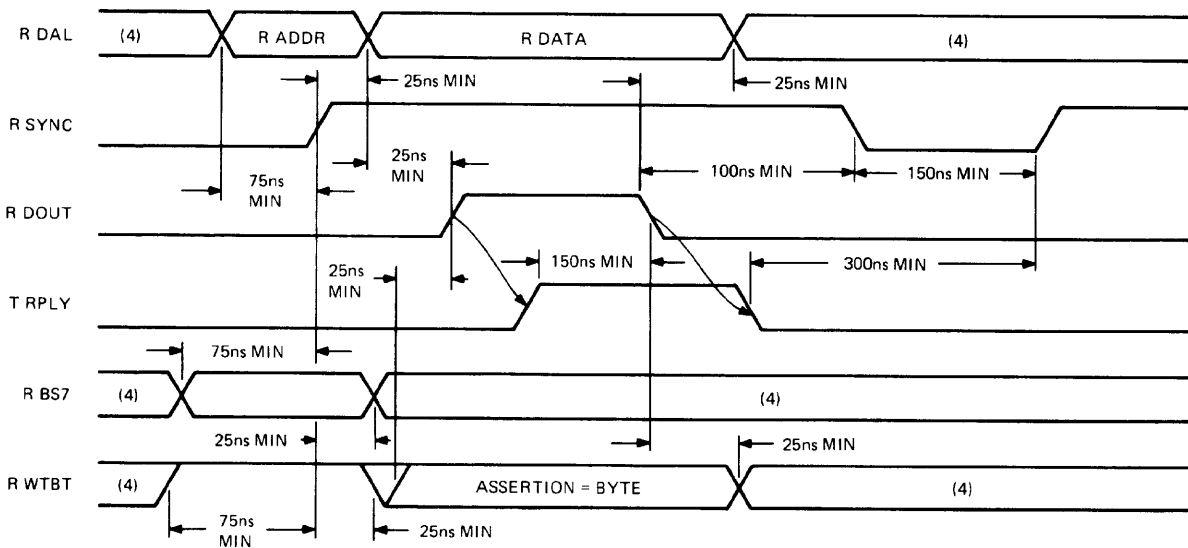 R DAL (4) R ADDR R DATA (4)
25ns MIN 25ns MIN
R SYNC
25ns
MIN
75ns
MIN
100ns MIN 150ns MIN
R DOUT
25ns
MIN
150ns MIN 300ns MIN
T RPLY
75ns MIN
R BS7 (4) (4)
25ns MIN 25ns MIN
R WTBT (4) ASSERTION = BYTE (4)
75ns
MIN
25ns MIN